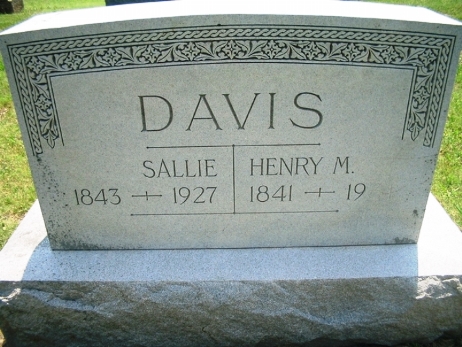 DAVIS
SALLIE HENRY M.
1843 - 1927 1841 - 19